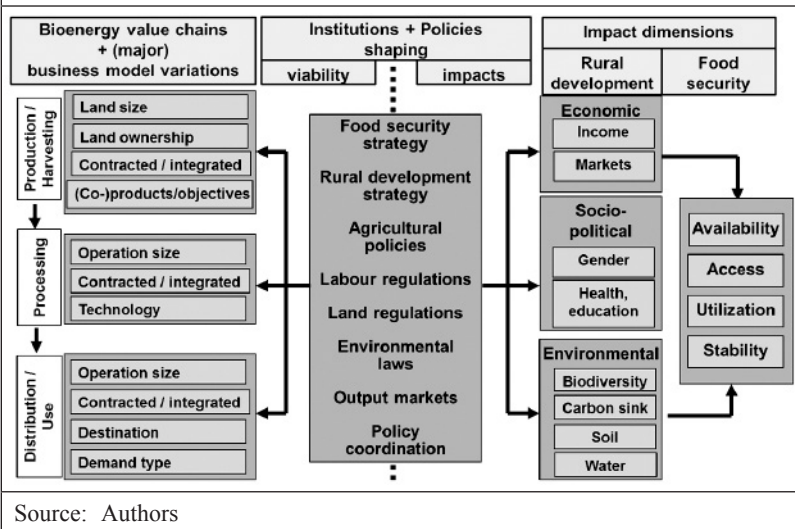 Bioenergy value chains
+ (major)
business model variations
Institutions + Policies
shaping
viability
impacts
Impact dimensions
Rural
development
Food
security
Production /
Harvesting
Land size
Land ownership
Contracted / integrated
(Co-)products/objectives
Processing
Operation size
Contracted / integrated
Technology
Distribution /
Use
Operation size
Contracted / integrated
Destination
Demand type
Food security
strategy
Rural development
strategy
Agricultural
policies
Labour regulations
Land regulations
Environmental
laws
Output markets
Policy
coordination
Economic
Income
Markets
Socio-
political
Gender
Health,
education
Environmental
Biodiversity
Carbon sink
Soil
Water
Availability
Access
Utilization
Stability
Source: Authors